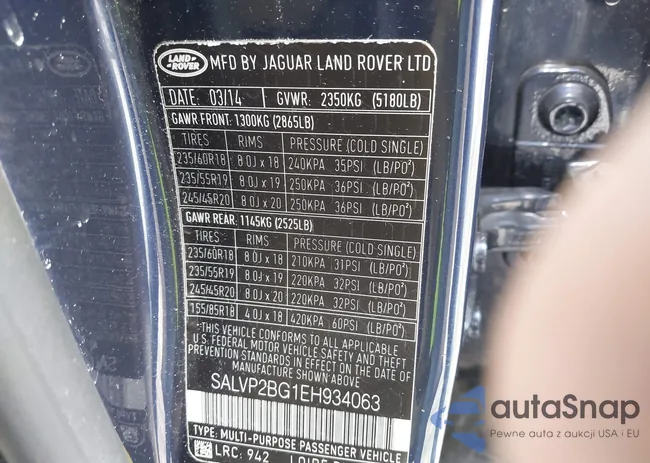 LAND ROVER MFD BY JAGUAR LAND ROVER LTD
DATE: 03/14 GVWR: 2350KG (5180LB)
GAWR FRONT: 1300KG (2865LB)
TIRES RIMS PRESSURE (COLD SINGLE)
235/60R18 8.0J x 18 240KPA 35PSI (LB/PO²)
235/55R19 8.0J x 19 250KPA 36PSI (LB/PO²)
245/45R20 8.0J x 20 250KPA 36PSI (LB/PO²)
GAWR REAR: 1145KG (2525LB)
TIRES RIMS PRESSURE (COLD SINGLE)
235/60R18 8.0J x 18 210KPA 31PSI (LB/PO²)
235/55R19 8.0J x 19 220KPA 32PSI (LB/PO²)
245/45R20 8.0J x 20 220KPA 32PSI (LB/PO²)
155/85R18 4.0J x 18 420KPA 60PSI (LB/PO²)
"THIS VEHICLE CONFORMS TO ALL APPLICABLE
U.S. FEDERAL MOTOR VEHICLE SAFETY AND THEFT
PREVENTION STANDARDS IN EFFECT ON THE DATE
OF MANUFACTURE SHOWN ABOVE."
SALVP2BG1EH934063
TYPE: MULTI-PURPOSE PASSENGER VEHICLE
LRC: 942
autoSnap
Pewne auta z aukcji USA i EU